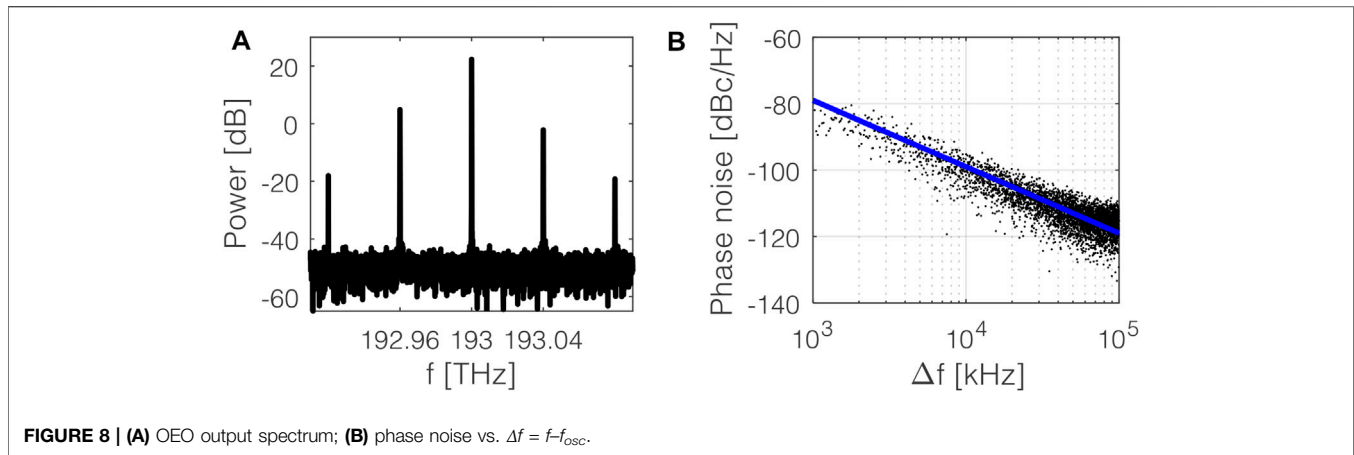 A
Power [dB]
20
0
-20
-40
-60
192.96 193 193.04
f [THz]
B
Phase noise [dBc/Hz]
-60
-80
-100
-120
-140
10³ 10⁴ 10⁵
Δf [kHz]
FIGURE 8 | (A) OEO output spectrum; (B) phase noise vs. Δf = f–fosc.